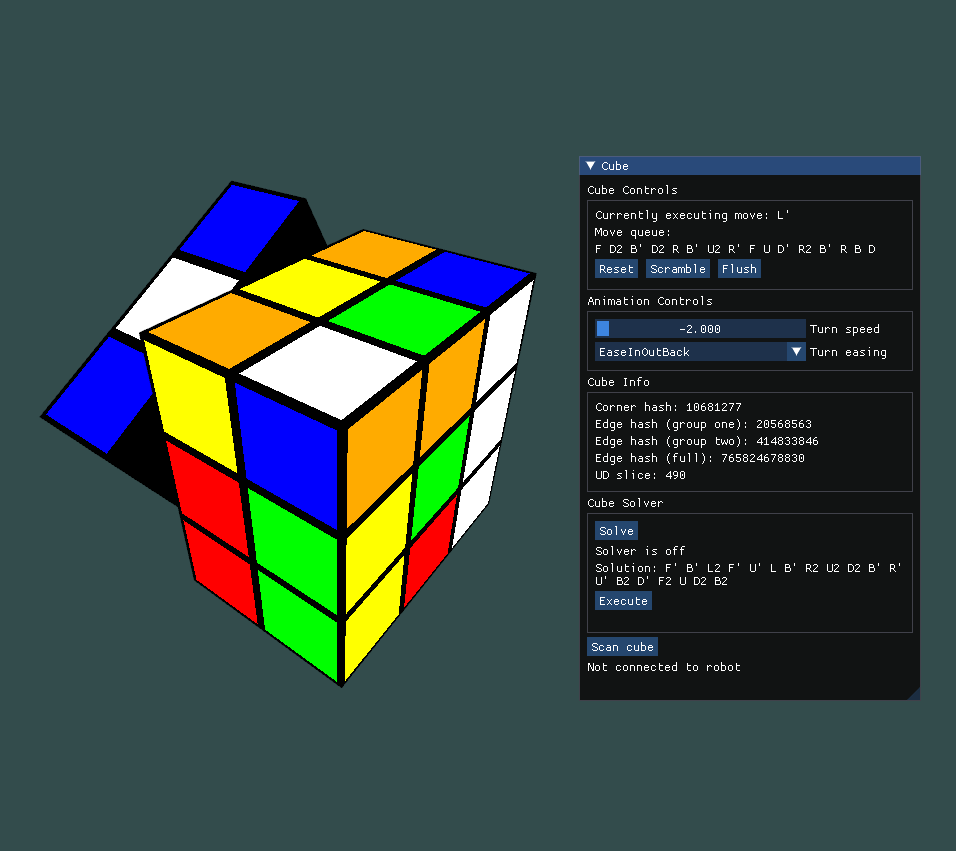 Cube
Cube Controls
Currently executing move: L'
Move queue:
F D2 B' D2 R B' U2 R' F U D' R2 B' R B D
Reset Scramble Flush
Animation Controls
-2.000 Turn speed
EaseInOutBack Turn easing
Cube Info
Corner hash: 10681277
Edge hash (group one): 20568563
Edge hash (group two): 414833846
Edge hash (full): 765824678830
UD slice: 490
Cube Solver
Solve
Solver is off
Solution: F' B' L2 F' U' L B' R2 U2 D2 B' R'
U' B2 D' F2 U D2 B2
Execute
Scan cube
Not connected to robot